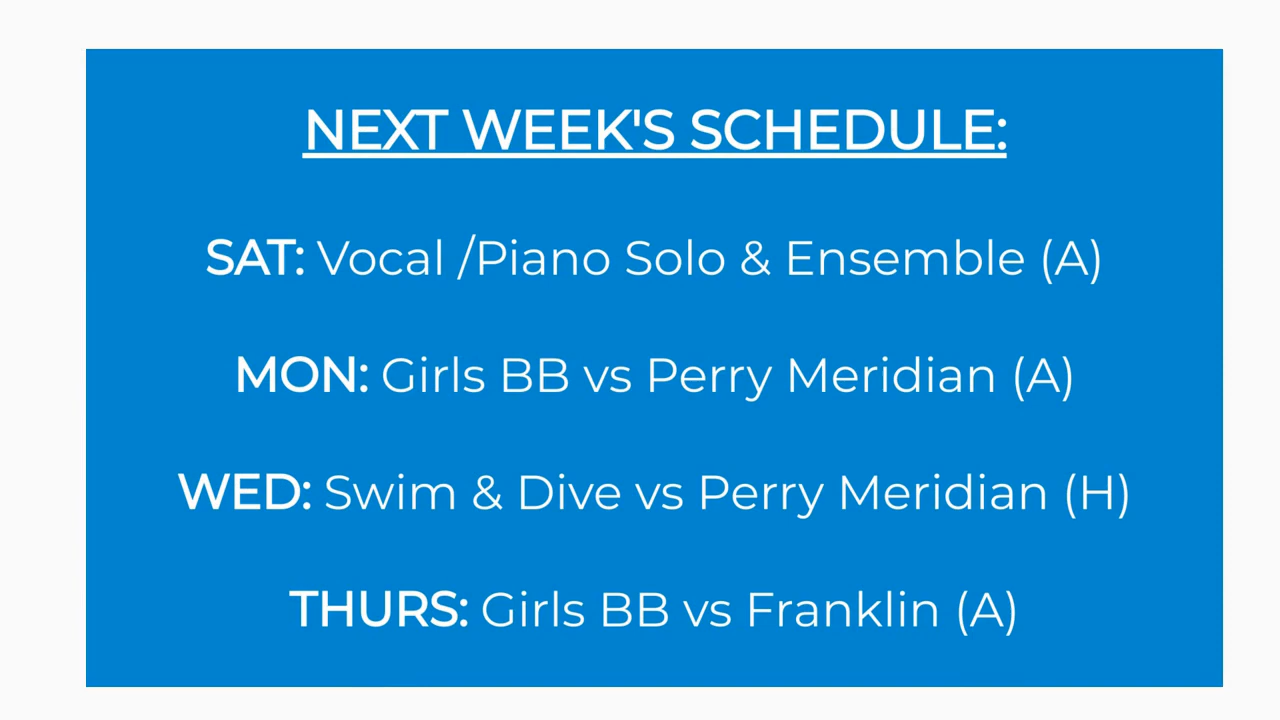 NEXT WEEK'S SCHEDULE:
SAT: Vocal /Piano Solo & Ensemble (A)
MON: Girls BB vs Perry Meridian (A)
WED: Swim & Dive vs Perry Meridian (H)
THURS: Girls BB vs Franklin (A)